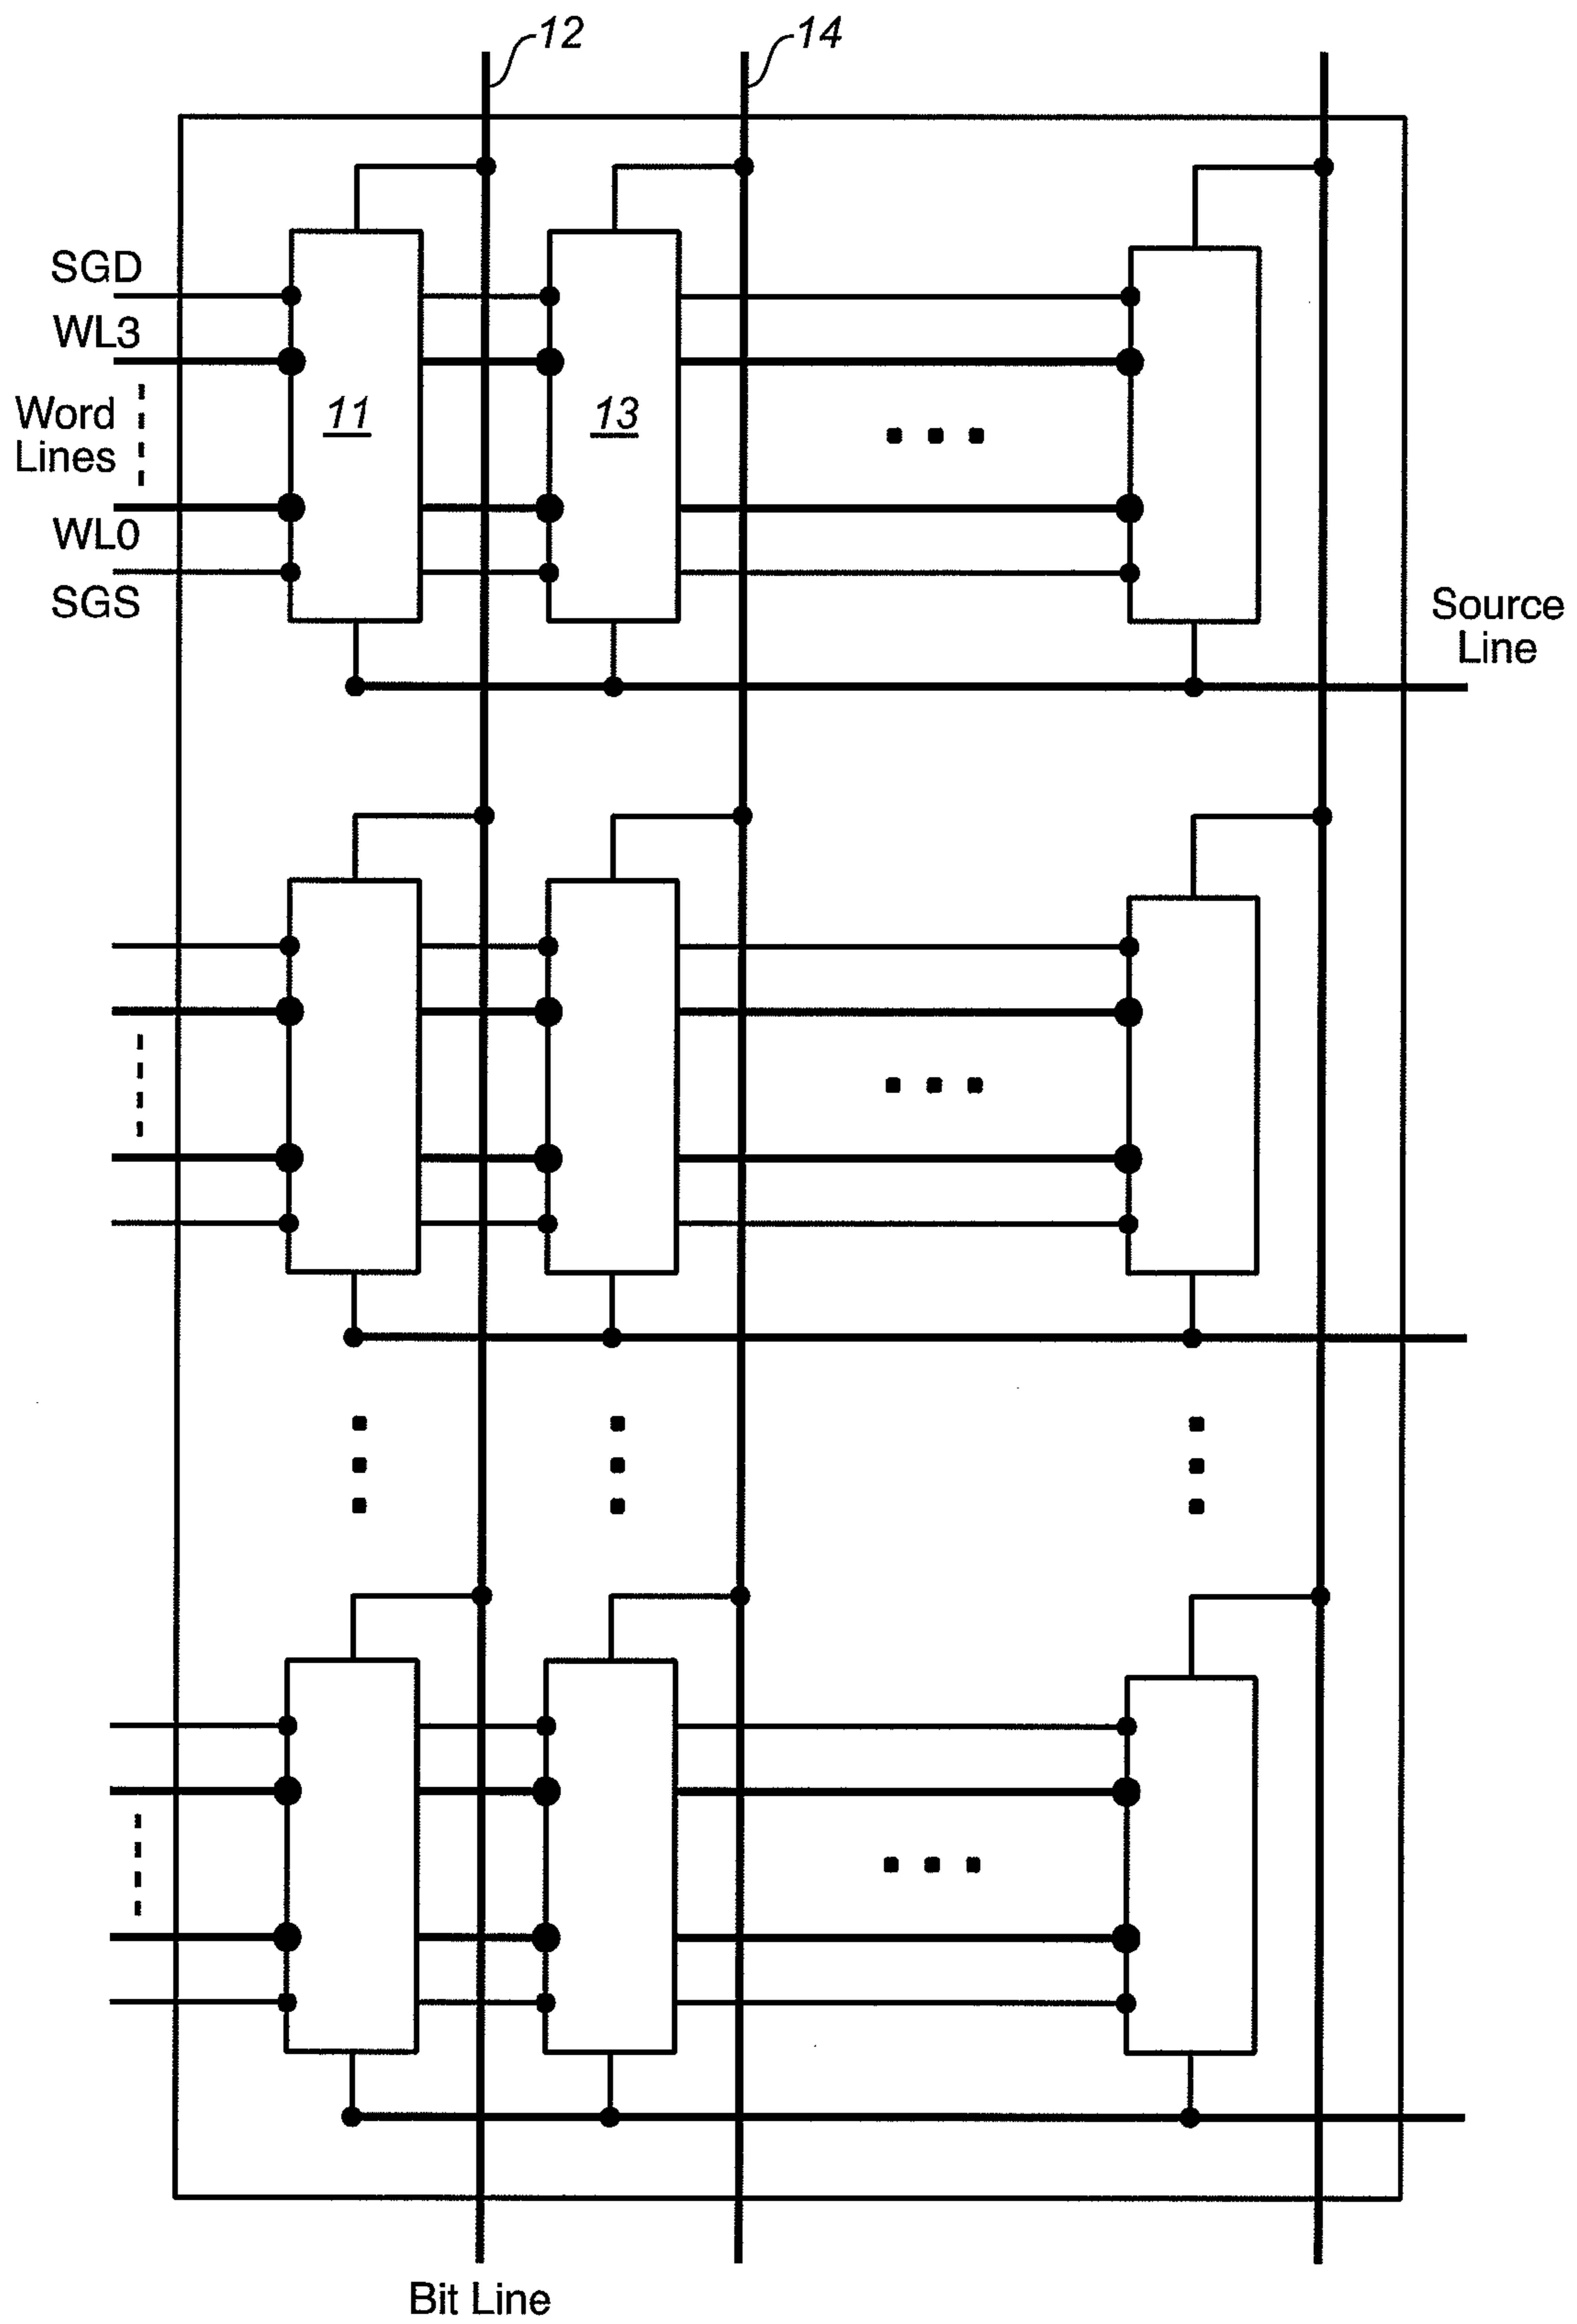 12
14
SGD
WL3
Word
Lines
11
13
WL0
SGS
Source
Line
Bit Line